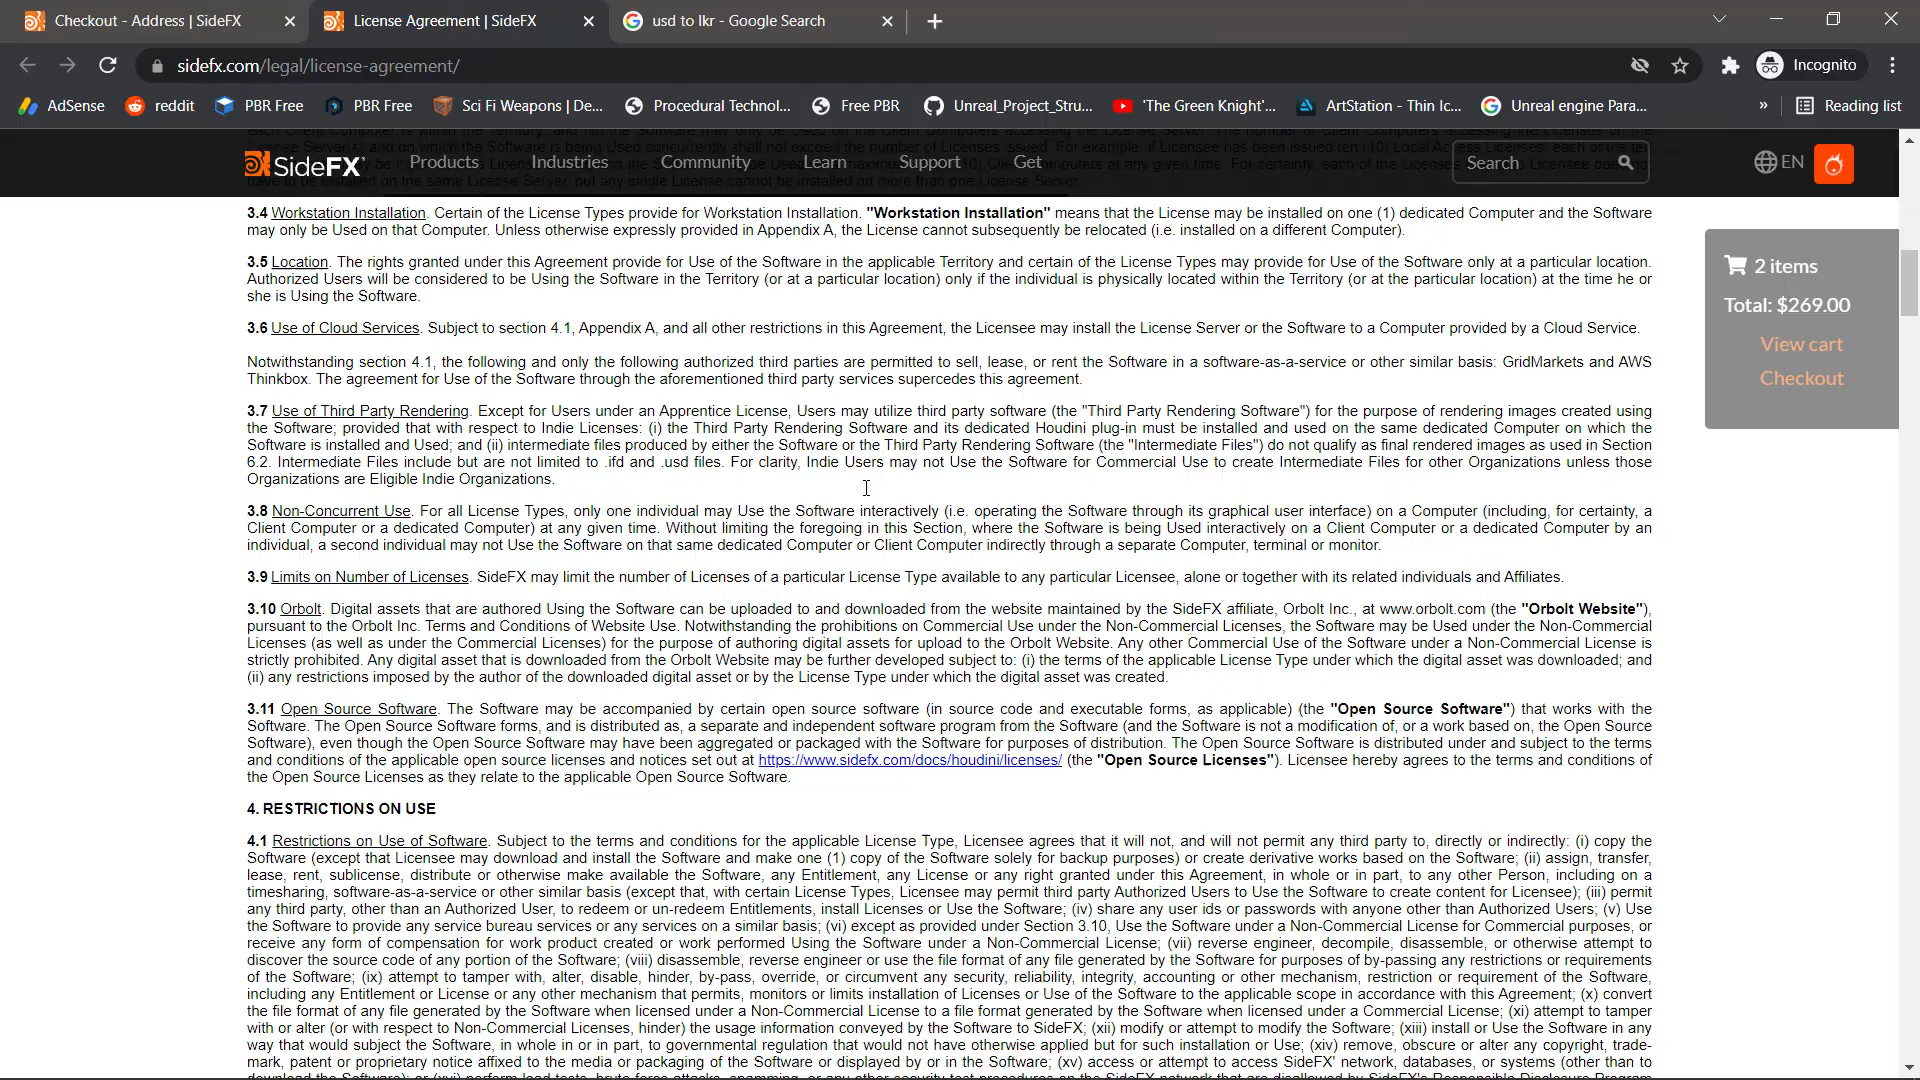 Checkout - Address | SideFX
License Agreement | SideFX
usd to lkr - Google Search
sidefx.com/legal/license-agreement/
Incognito
AdSense
reddit
PBR Free
PBR Free
Sci Fi Weapons | De...
Procedural Technol...
Free PBR
Unreal_Project_Stru...
'The Green Knight'...
ArtStation - Thin Ic...
Unreal engine Para...
»
Reading list
SideFX
Products
Industries
Community
Learn
Support
Get
Search
EN
3.4 Workstation Installation. Certain of the License Types provide for Workstation Installation. "Workstation Installation" means that the License may be installed on one (1) dedicated Computer and the Software
may only be Used on that Computer. Unless otherwise expressly provided in Appendix A, the License cannot subsequently be relocated (i.e. installed on a different Computer).
3.5 Location. The rights granted under this Agreement provide for Use of the Software in the applicable Territory and certain of the License Types may provide for Use of the Software only at a particular location.
Authorized Users will be considered to be Using the Software in the Territory (or at a particular location) only if the individual is physically located within the Territory (or at the particular location) at the time he or
she is Using the Software.
3.6 Use of Cloud Services. Subject to section 4.1, Appendix A, and all other restrictions in this Agreement, the Licensee may install the License Server or the Software to a Computer provided by a Cloud Service.
Notwithstanding section 4.1, the following and only the following authorized third parties are permitted to sell, lease, or rent the Software in a software-as-a-service or other similar basis: GridMarkets and AWS
Thinkbox. The agreement for Use of the Software through the aforementioned third party services supercedes this agreement.
3.7 Use of Third Party Rendering. Except for Users under an Apprentice License, Users may utilize third party software (the "Third Party Rendering Software") for the purpose of rendering images created using
the Software; provided that with respect to Indie Licenses: (i) the Third Party Rendering Software and its dedicated Houdini plug-in must be installed and used on the same dedicated Computer on which the
Software is installed and Used; and (ii) intermediate files produced by either the Software or the Third Party Rendering Software (the "Intermediate Files") do not qualify as final rendered images as used in Section
6.2. Intermediate Files include but are not limited to .ifd and .usd files. For clarity, Indie Users may not Use the Software for Commercial Use to create Intermediate Files for other Organizations unless those
Organizations are Eligible Indie Organizations.
3.8 Non-Concurrent Use. For all License Types, only one individual may Use the Software interactively (i.e. operating the Software through its graphical user interface) on a Computer (including, for certainty, a
Client Computer or a dedicated Computer) at any given time. Without limiting the foregoing in this Section, where the Software is being Used interactively on a Client Computer or a dedicated Computer by an
individual, a second individual may not Use the Software on that same dedicated Computer or Client Computer indirectly through a separate Computer, terminal or monitor.
3.9 Limits on Number of Licenses. SideFX may limit the number of Licenses of a particular License Type available to any particular Licensee, alone or together with its related individuals and Affiliates.
3.10 Orbolt. Digital assets that are authored Using the Software can be uploaded to and downloaded from the website maintained by the SideFX affiliate, Orbolt Inc., at www.orbolt.com (the "Orbolt Website"),
pursuant to the Orbolt Inc. Terms and Conditions of Website Use. Notwithstanding the prohibitions on Commercial Use under the Non-Commercial Licenses, the Software may be Used under the Non-Commercial
Licenses (as well as under the Commercial Licenses) for the purpose of authoring digital assets for upload to the Orbolt Website. Any other Commercial Use of the Software under a Non-Commercial License is
strictly prohibited. Any digital asset that is downloaded from the Orbolt Website may be further developed subject to: (i) the terms of the applicable License Type under which the digital asset was downloaded; and
(ii) any restrictions imposed by the author of the downloaded digital asset or by the License Type under which the digital asset was created.
3.11 Open Source Software. The Software may be accompanied by certain open source software (in source code and executable forms, as applicable) (the "Open Source Software") that works with the
Software. The Open Source Software forms, and is distributed as, a separate and independent software program from the Software (and the Software is not a modification of, or a work based on, the Open Source
Software), even though the Open Source Software may have been aggregated or packaged with the Software for purposes of distribution. The Open Source Software is distributed under and subject to the terms
and conditions of the applicable open source licenses and notices set out at https://www.sidefx.com/docs/houdini/licenses/ (the "Open Source Licenses"). Licensee hereby agrees to the terms and conditions of
the Open Source Licenses as they relate to the applicable Open Source Software.
4. RESTRICTIONS ON USE
4.1 Restrictions on Use of Software. Subject to the terms and conditions for the applicable License Type, Licensee agrees that it will not, and will not permit any third party to, directly or indirectly: (i) copy the
Software (except that Licensee may download and install the Software and make one (1) copy of the Software solely for backup purposes) or create derivative works based on the Software; (ii) assign, transfer,
lease, rent, sublicense, distribute or otherwise make available the Software, any Entitlement, any License or any right granted under this Agreement, in whole or in part, to any other Person, including on a
timesharing, software-as-a-service or other similar basis (except that, with certain License Types, Licensee may permit third party Authorized Users to Use the Software to create content for Licensee); (iii) permit
any third party, other than an Authorized User, to redeem or un-redeem Entitlements, install Licenses or Use the Software; (iv) share any user ids or passwords with anyone other than Authorized Users; (v) Use
the Software to provide any service bureau services or any services on a similar basis; (vi) except as provided under Section 3.10, Use the Software under a Non-Commercial License for Commercial purposes, or
receive any form of compensation for work product created or work performed Using the Software under a Non-Commercial License; (vii) reverse engineer, decompile, disassemble, or otherwise attempt to
discover the source code of any portion of the Software; (viii) disassemble, reverse engineer or use the file format of any file generated by the Software for purposes of by-passing any restrictions or requirements
of the Software; (ix) attempt to tamper with, alter, disable, hinder, by-pass, override, or circumvent any security, reliability, integrity, accounting or other mechanism, restriction or requirement of the Software,
including any Entitlement or License or any other mechanism that permits, monitors or limits installation of Licenses or Use of the Software to the applicable scope in accordance with this Agreement; (x) convert
the file format of any file generated by the Software when licensed under a Non-Commercial License to a file format generated by the Software when licensed under a Commercial License; (xi) attempt to tamper
with or alter (or with respect to Non-Commercial Licenses, hinder) the usage information conveyed by the Software to SideFX; (xii) modify or attempt to modify the Software; (xiii) install or Use the Software in any
way that would subject the Software, in whole or in part, to governmental regulation that would not have otherwise applied but for such installation or Use; (xiv) remove, obscure or alter any copyright, trade-
mark, patent or proprietary notice affixed to the media or packaging of the Software or displayed by or in the Software; (xv) access or attempt to access SideFX' network, databases, or systems (other than to
2 items
Total: $269.00
View cart
Checkout